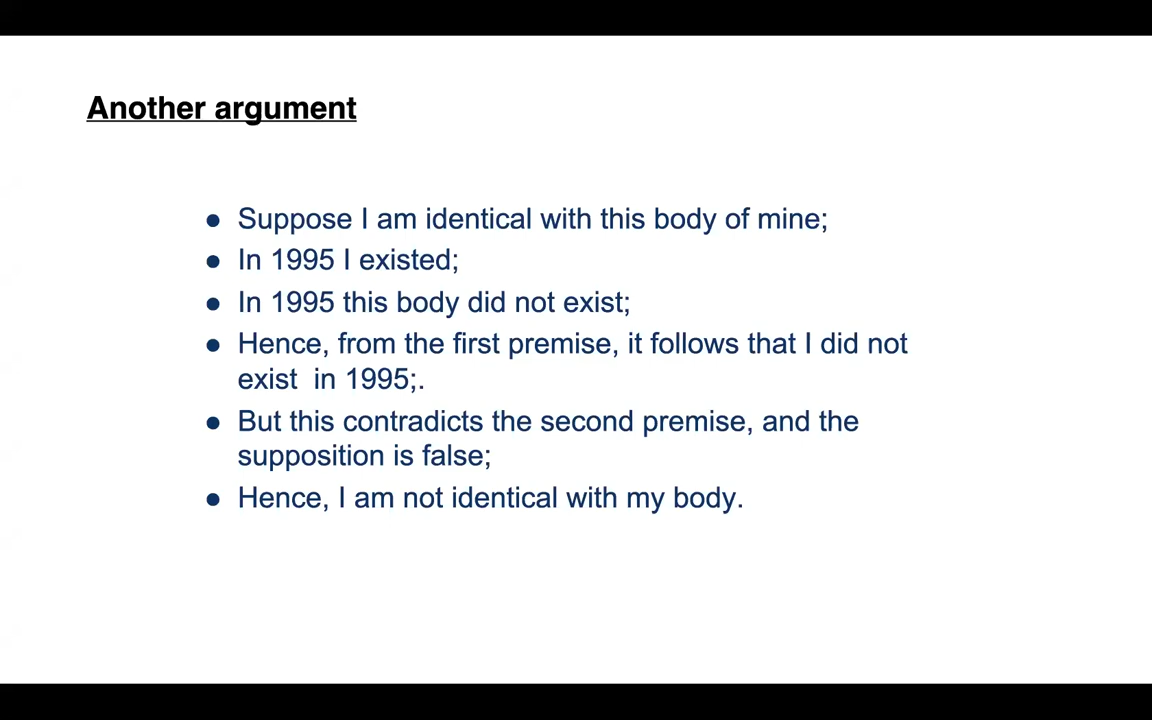 Another argument
● Suppose I am identical with this body of mine;
● In 1995 I existed;
● In 1995 this body did not exist;
● Hence, from the first premise, it follows that I did not
exist  in 1995;.
● But this contradicts the second premise, and the
supposition is false;
● Hence, I am not identical with my body.